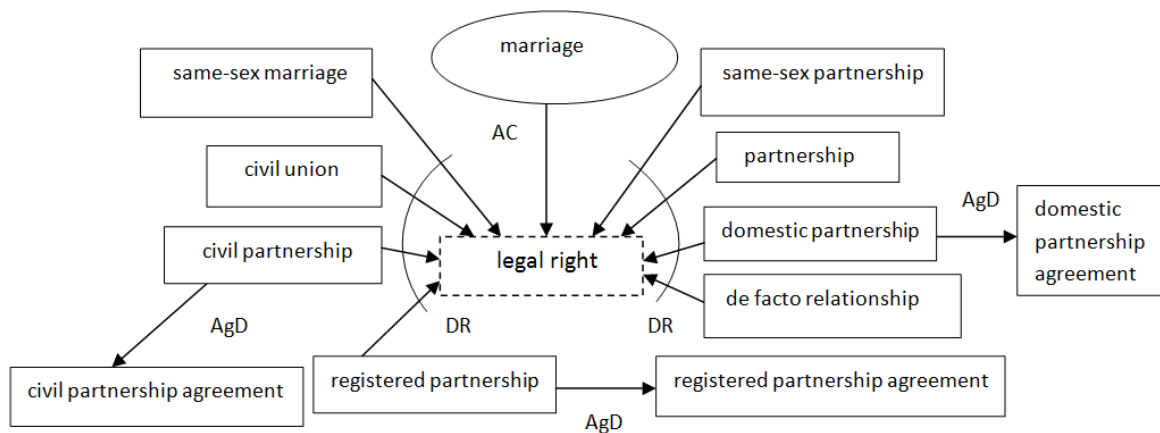 marriage
same-sex marriage
same-sex partnership
AC
civil union
partnership
AgD
domestic
partnership
agreement
civil partnership
legal right
domestic partnership
de facto relationship
AgD
DR
DR
civil partnership agreement
registered partnership
registered partnership agreement
AgD